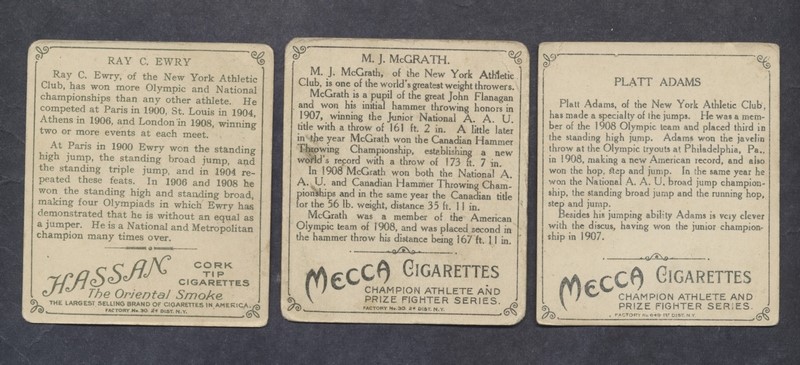 RAY C. EWRY
Ray C. Ewry, of the New York Athletic
Club, has won more Olympic and National
championships than any other athlete. He
competed at Paris in 1900, St. Louis in 1904,
Athens in 1906, and London in 1908, winning
two or more events at each meet.
At Paris in 1900 Ewry won the standing
high jump, the standing broad jump, and
the standing triple jump, and in 1904 re-
peated these feats. In 1906 and 1908 he
won the standing high and standing broad,
making four Olympiads in which Ewry has
demonstrated that he is without an equal as
a jumper. He is a National and Metropolitan
champion many times over.
HASSAN
CORK
TIP
CIGARETTES
The Oriental Smoke
THE LARGEST SELLING BRAND OF CIGARETTES IN AMERICA.
FACTORY No 30 2d DIST. N.Y.
M. J. McGRATH.
M. J. McGrath, of the New York Athletic
Club, is one of the world's greatest weight throwers.
McGrath is a pupil of the great John Flanagan
and won his initial hammer throwing honors in
1907, winning the Junior National A. A. U.
title with a throw of 161 ft. 2 in. A little later
in the year McGrath won the Canadian Hammer
Throwing Championship, establishing a new
world's record with a throw of 173 ft. 7 in.
In 1908 McGrath won both the National A.
A. U. and Canadian Hammer Throwing Cham-
pionships and in the same year the Canadian title
for the 56 lb. weight, distance 35 ft. 11 in.
McGrath was a member of the American
Olympic team of 1908, and was placed second in
the hammer throw his distance being 167 ft. 11 in.
MECCA CIGARETTES
CHAMPION ATHLETE AND
PRIZE FIGHTER SERIES.
FACTORY No 30 2d DIST. N.Y.
PLATT ADAMS
Platt Adams, of the New York Athletic Club,
has made a specialty of the jumps. He was a mem-
ber of the 1908 Olympic team and placed third in
the standing high jump. Adams won the javelin
throw at the Olympic tryouts at Philadelphia, Pa.,
in 1908, making a new American record, and also
won the hop, step and jump. In the same year he
won the National A. A. U. broad jump champion-
ship, the standing broad jump and the running hop,
step and jump.
Besides his jumping ability Adams is very clever
with the discus, having won the junior champion-
ship in 1907.
MECCA CIGARETTES
CHAMPION ATHLETE AND
PRIZE FIGHTER SERIES.
FACTORY No 649 1st DIST. N.Y.